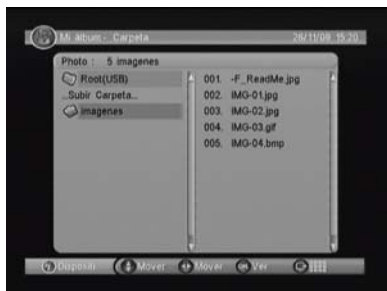 Mi álbum - Carpeta 26/11/08 15:20
Photo : 5 imagenes
Root(USB)
..Subir Carpeta..
imagenes
001. -F_ReadMe.jpg
002. IMG-01.jpg
003. IMG-02.jpg
004. IMG-03.gif
005. IMG-04.bmp
Dispositi Mover Mover Ver